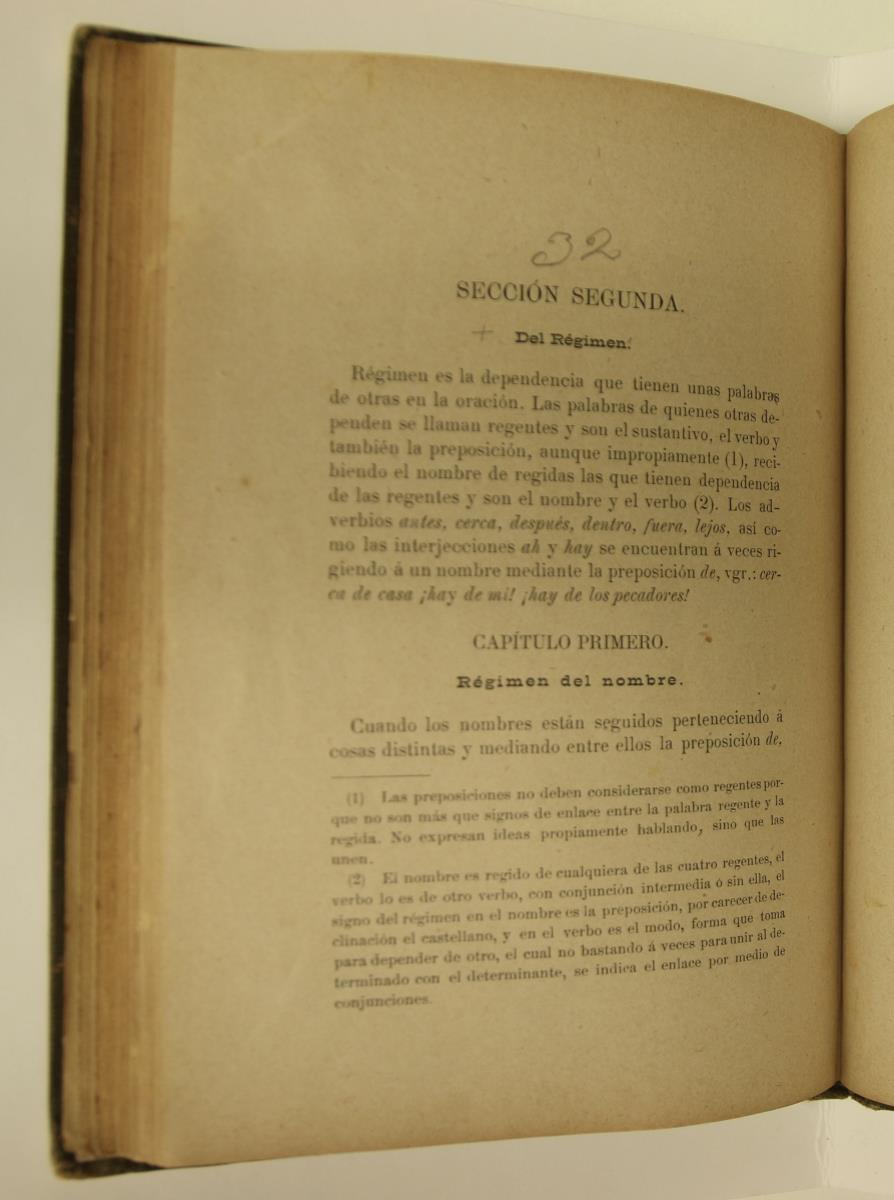 32
SECCIÓN SEGUNDA.
+
Del Régimen.
Régimen es la dependencia que tienen unas palabras
de otras en la oración. Las palabras de quienes otras de-
penden se llaman regentes y son el sustantivo, el verbo y
también la preposición, aunque impropiamente (1), reci-
biendo el nombre de regidas las que tienen dependencia
de las regentes y son el nombre y el verbo (2). Los ad-
verbios antes, cerca, después, dentro, fuera, lejos, asi co-
mo las interjecciones ah y hay se encuentran á veces ri-
giendo á un nombre mediante la preposición de, vgr.: cer-
ca de casa ¡hay de mi! ¡hay de los pecadores!
CAPÍTULO PRIMERO.
Régimen del nombre.
Cuando los nombres están seguidos perteneciendo á
cosas distintas y mediando entre ellos la preposición de,
(1) Las preposiciones no deben considerarse como regentes por-
que no son más que signos de enlace entre la palabra regente y la
regida. No expresan ideas propiamente hablando, sino que las
unen.
(2) El nombre es regido de cualquiera de las cuatro regentes, el
verbo lo es de otro verbo, con conjunción intermedia ó sin ella, el
signo del régimen en el nombre es la preposición, por carecer de de-
clinación el castellano, y en el verbo es el modo, forma que toma
para depender de otro, el cual no bastando á veces para unir al de-
terminado con el determinante, se indica el enlace por medio de
conjunciones.